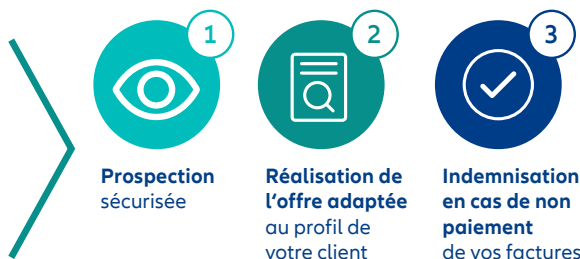 1
2
3
Prospection
sécurisée
Réalisation de
l'offre adaptée
au profil de
votre client
Indemnisation
en cas de non
paiement
de vos factures